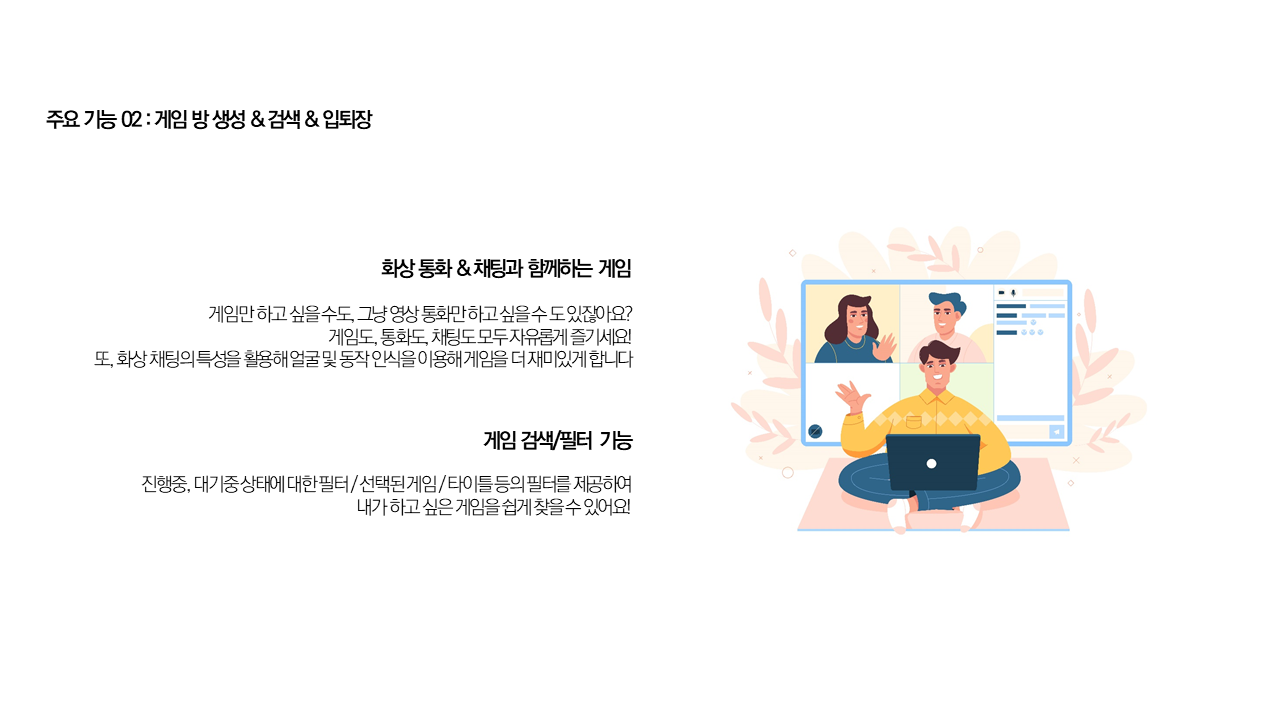 주요 기능 02 : 게임 방 생성 & 검색 & 입퇴장
화상 통화 & 채팅과 함께하는 게임
게임만 하고 싶을 수도, 그냥 영상 통화만 하고 싶을 수 도 있잖아요?
게임도, 통화도, 채팅도 모두 자유롭게 즐기세요!
또, 화상 채팅의 특성을 활용해 얼굴 및 동작 인식을 이용해 게임을 더 재미있게 합니다
게임 검색/필터 기능
진행중, 대기중 상태에 대한 필터 / 선택된 게임 / 타이틀 등의 필터를 제공하여
내가 하고 싶은 게임을 쉽게 찾을 수 있어요!